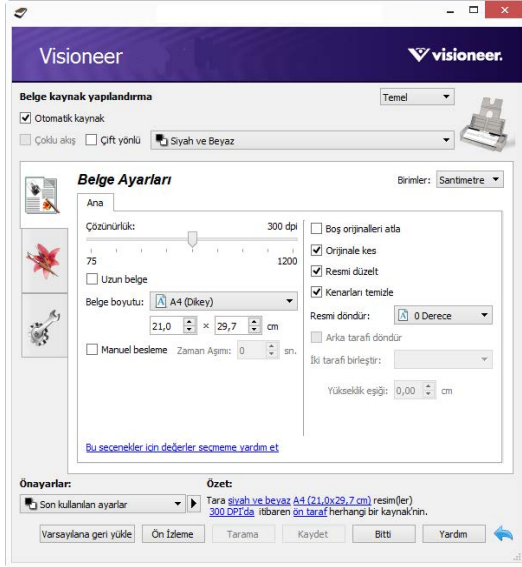 Visioneer
visioneer.
Belge kaynak yapılandırma
Temel
Otomatik kaynak
Çoklu akış
Çift yönlü
Siyah ve Beyaz
Belge Ayarları
Birimler:
Santimetre
Ana
Çözünürlük:
300 dpi
75
1200
Uzun belge
Belge boyutu:
A4 (Dikey)
21,0 × 29,7 cm
Manuel besleme
Zaman Aşımı: 0 sn.
Boş orijinalleri atla
Orijinale kes
Resmi düzelt
Kenarları temizle
Resmi döndür:
0 Derece
Arka tarafı döndür
İki tarafı birleştir:
Yükseklik eşiği: 0,00 cm
Bu seçenekler için değerler seçmeme yardım et
Önayarlar:
Son kullanılan ayarlar
Özet:
Tara siyah ve beyaz A4 (21,0x29,7 cm) resim(ler)
300 DPI'da itibaren ön taraf herhangi bir kaynak'nin.
Varsayılana geri yükle
Ön İzleme
Tarama
Kaydet
Bitti
Yardım